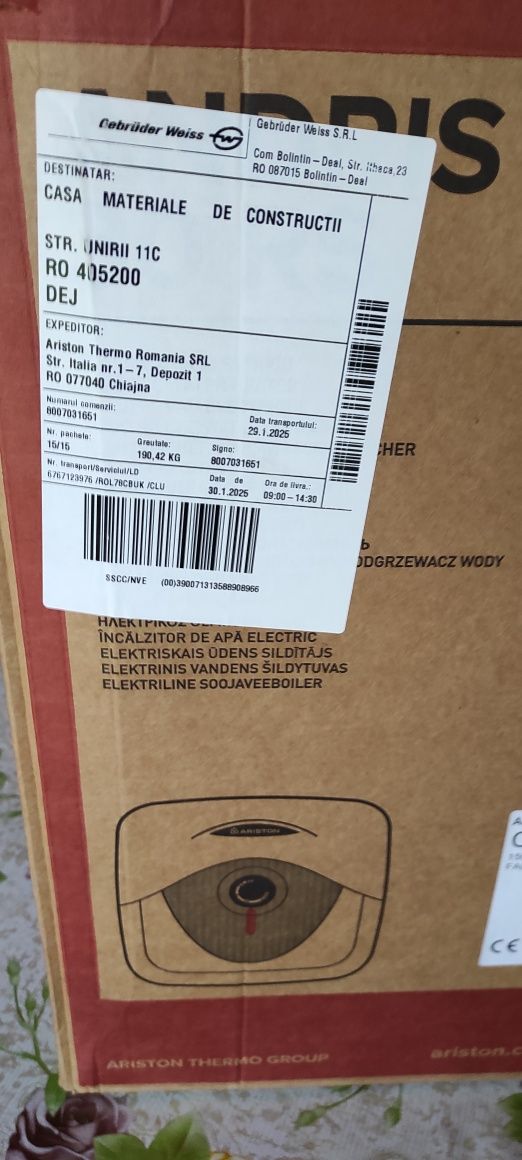 ANDRIS
Gebrüder Weiss
Gebrüder Weiss S.R.L
Com Bolintin – Deal, Str. Ithaca,23
RO 087015 Bolintin – Deal
DESTINATAR:
CASA MATERIALE DE CONSTRUCTII
STR. UNIRII 11C
RO 405200
DEJ
EXPEDITOR:
Ariston Thermo Romania SRL
Str. Italia nr.1 – 7, Depozit 1
RO 077040 Chiajna
Numarul comenzii:
8007031651
Data transportului:
29.1.2025
Nr. pachete:
15/15
Greutate:
190,42 KG
Signo:
8007031651
Nr. transport/Serviciul/LD
6767123976 /ROL78CBUK /CLU
Data de
30.1.2025
Ora de livra.:
09:00 – 14:30
SSCC/NVE (00)390071313588908966
CHER
ODGRZEWACZ WODY
ÎNCĂLZITOR DE APĂ ELECTRIC
ELEKTRISKAIS ŪDENS SILDĪTĀJS
ELEKTRINIS VANDENS ŠILDYTUVAS
ELEKTRILINE SOOJAVEEBOILER
ARISTON
CE
ARISTON THERMO GROUP
ariston.c